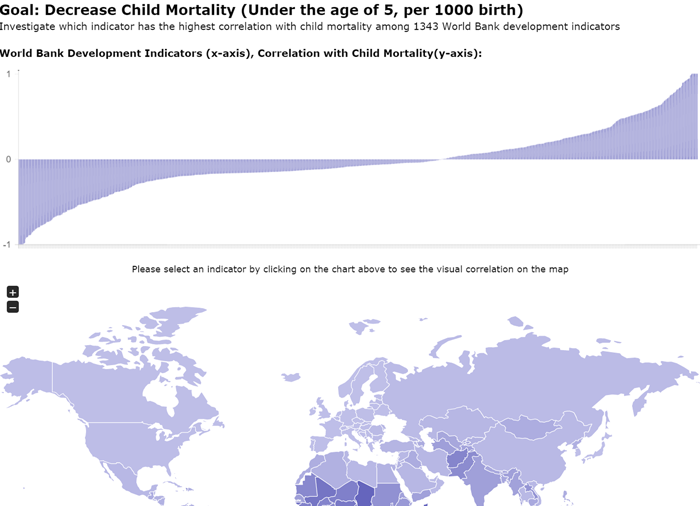 Goal: Decrease Child Mortality (Under the age of 5, per 1000 birth)
Investigate which indicator has the highest correlation with child mortality among 1343 World Bank development indicators
World Bank Development Indicators (x-axis), Correlation with Child Mortality(y-axis):
1
0
-1
Please select an indicator by clicking on the chart above to see the visual correlation on the map
+
−